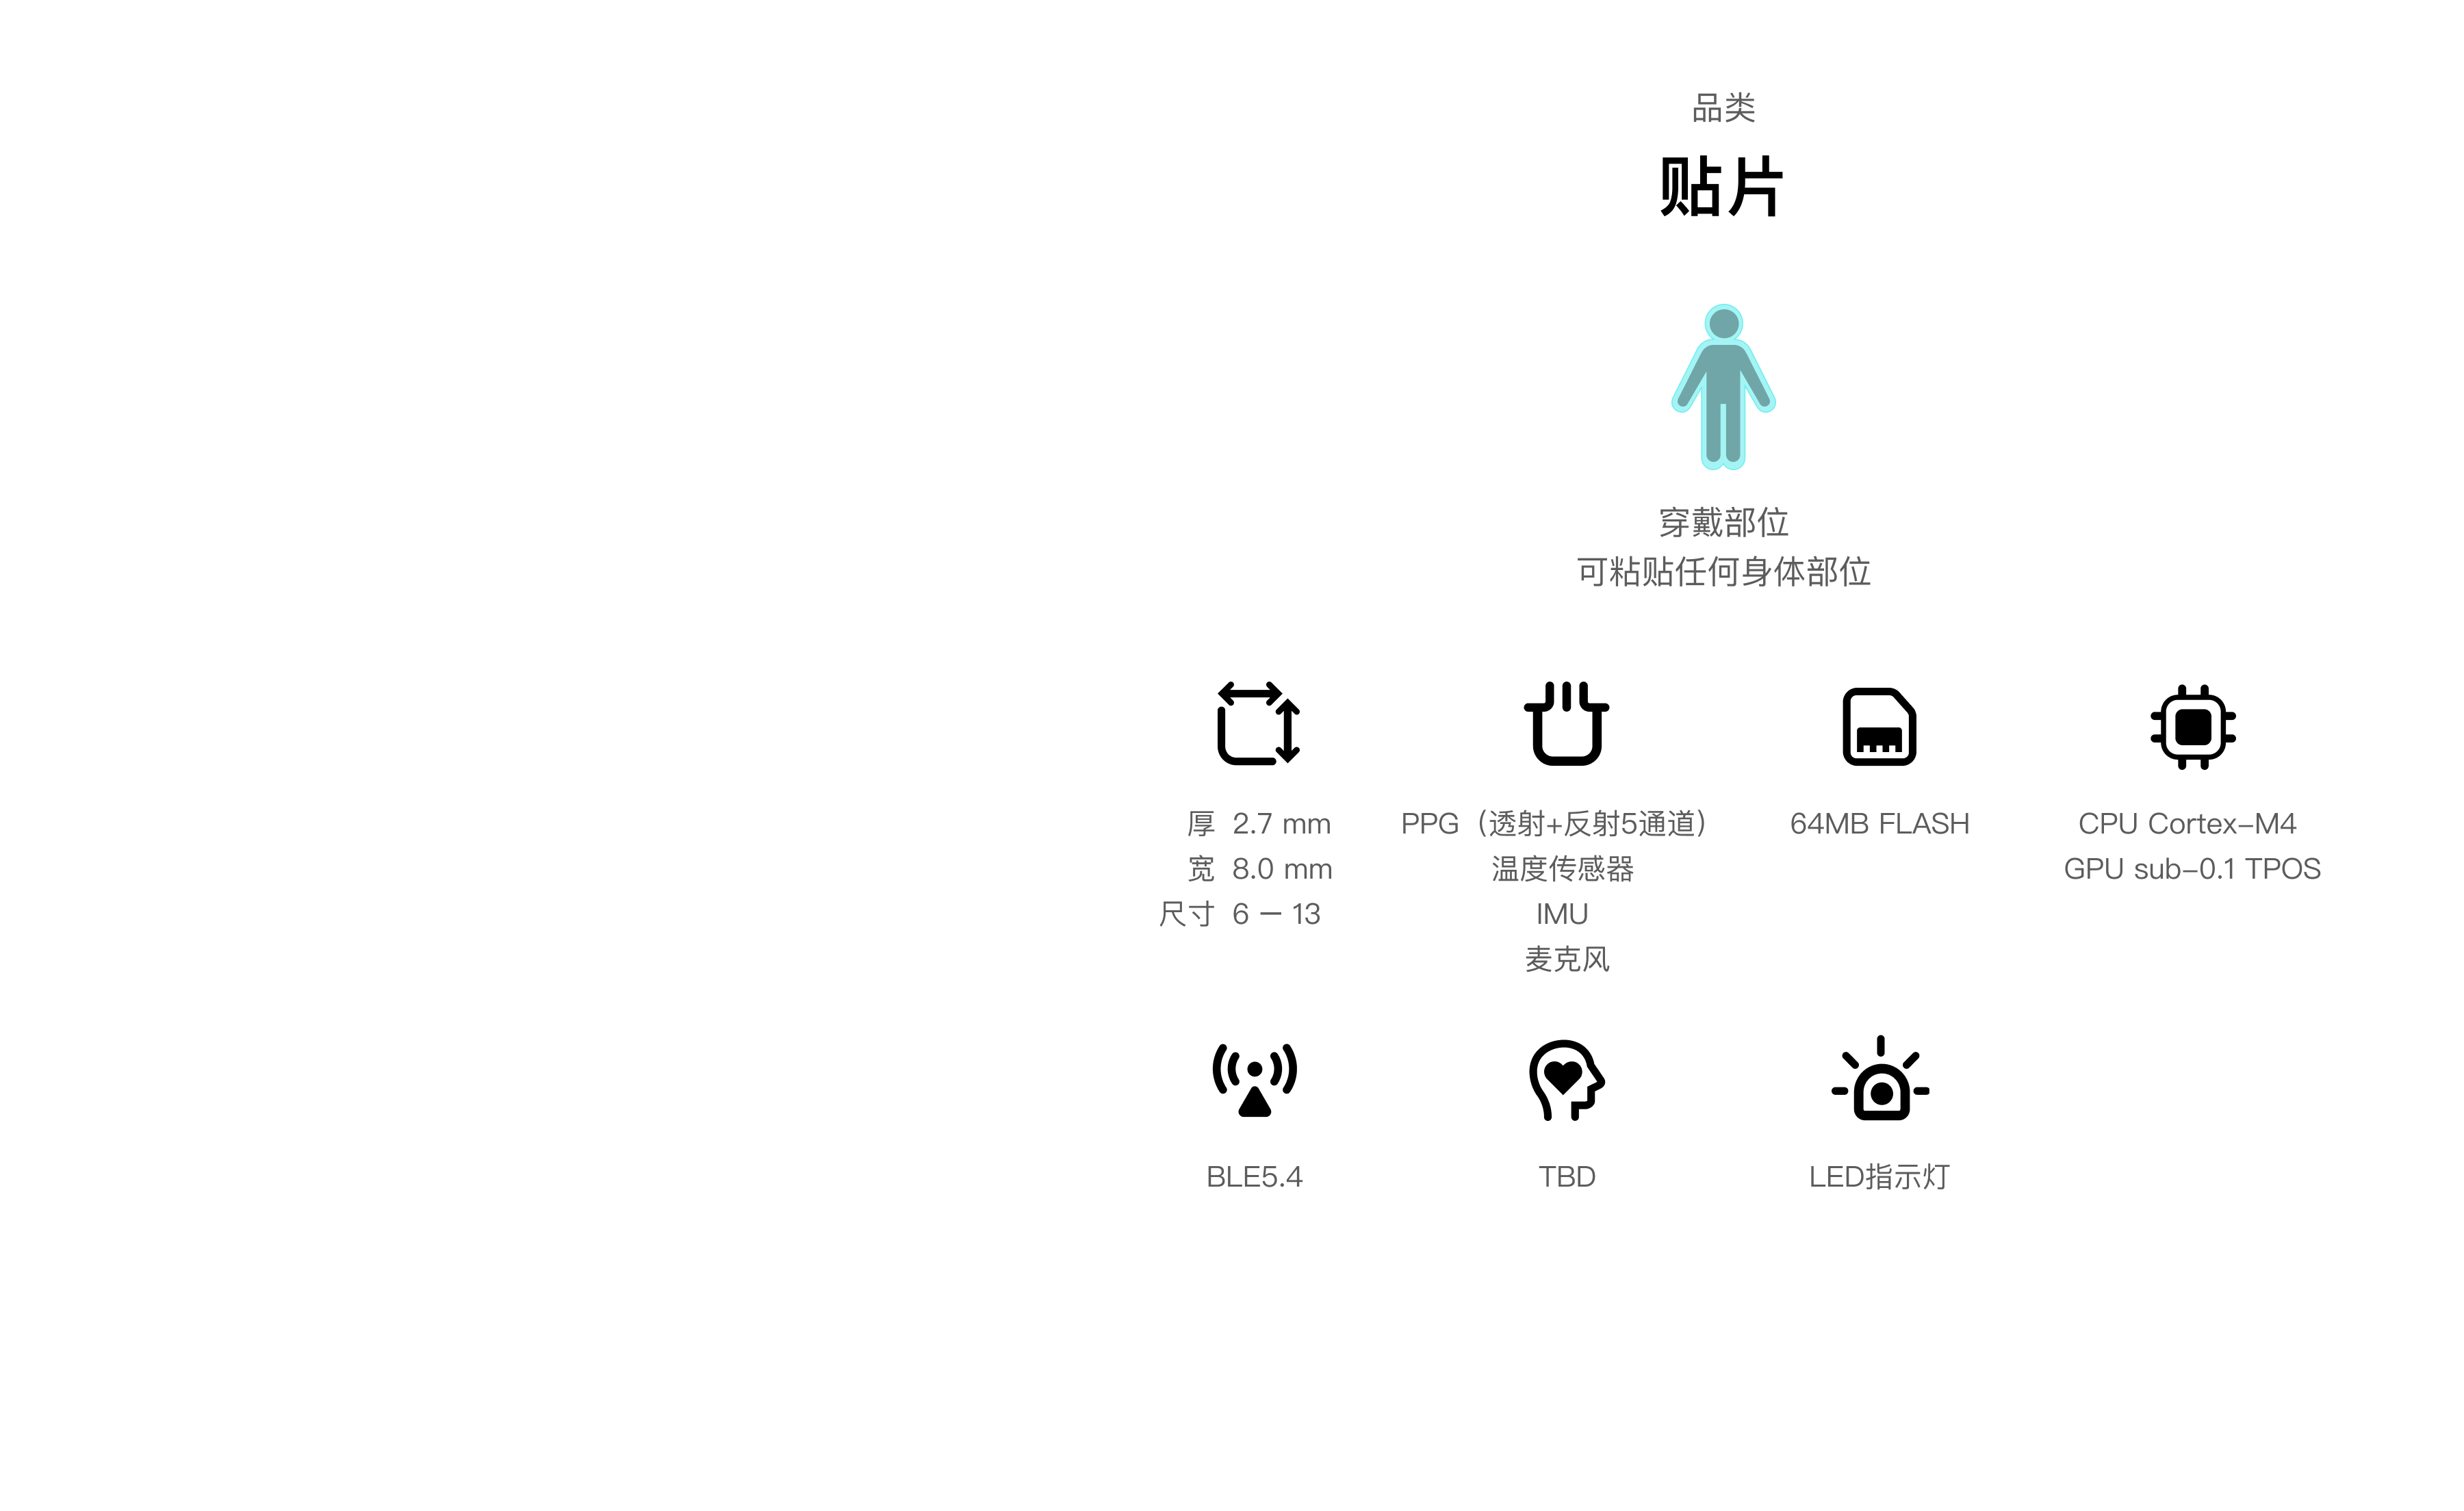 品类
贴片
穿戴部位
可粘贴任何身体部位
厚 2.7 mm
宽 8.0 mm
尺寸 6 — 13
PPG（透射+反射5通道）
温度传感器
IMU
麦克风
64MB FLASH
CPU Cortex-M4
GPU sub-0.1 TPOS
BLE5.4
TBD
LED指示灯